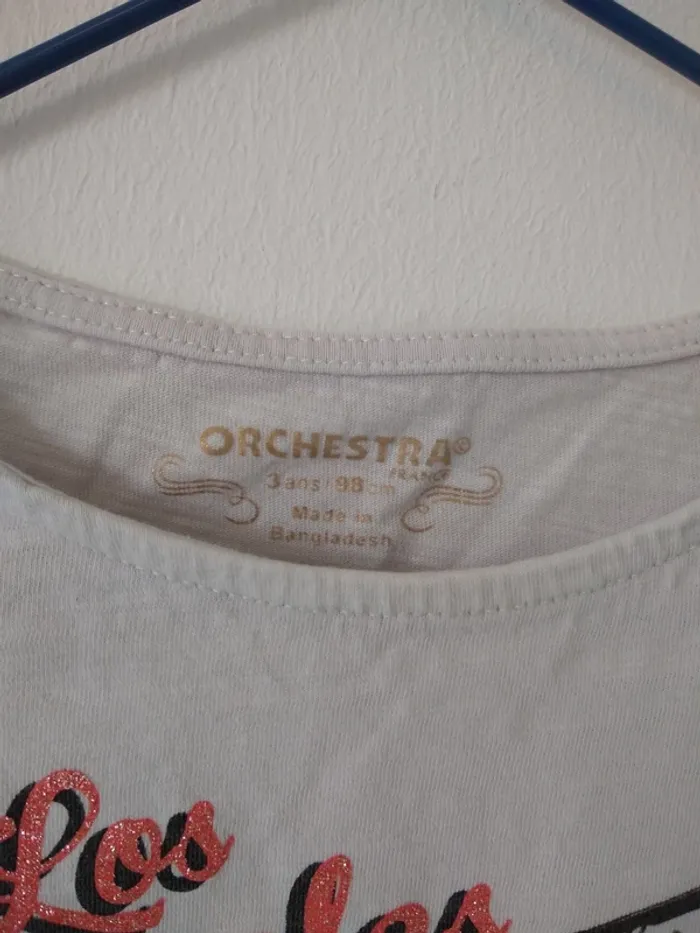 ORCHESTRA®
FRANCE
3 ans / 98 cm
Made in
Bangladesh
Los